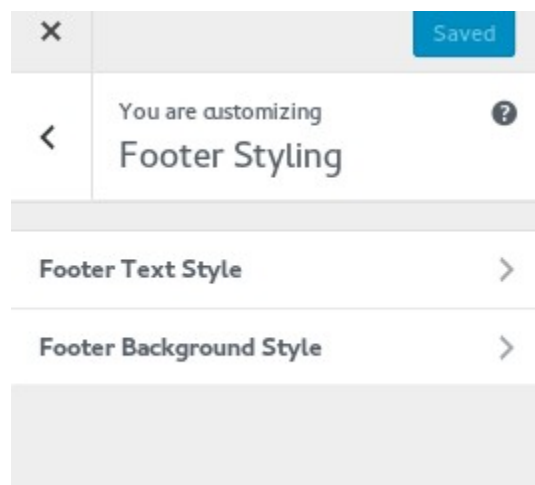 Saved
You are customizing
Footer Styling
Footer Text Style
Footer Background Style